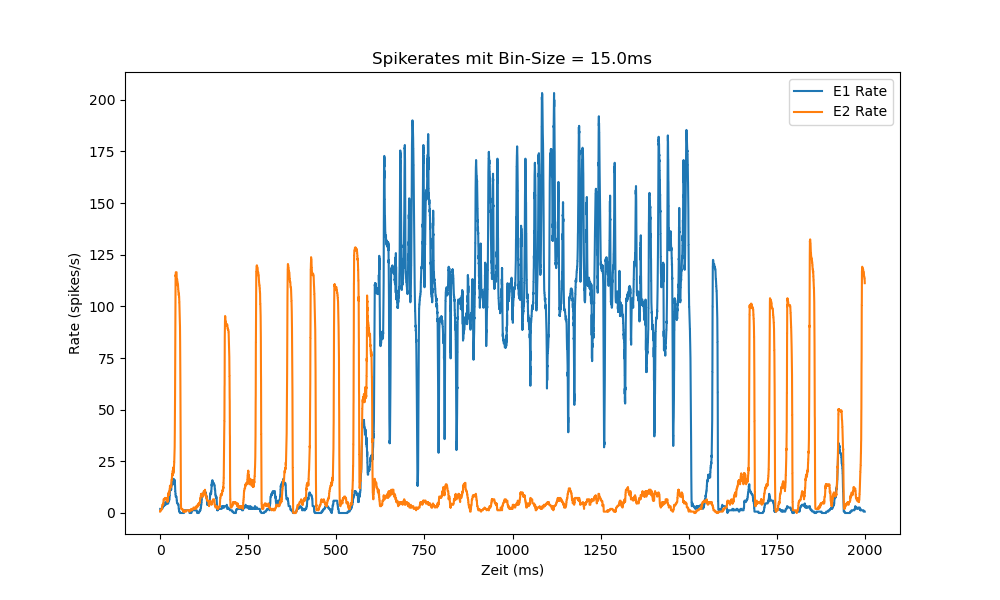 Spikerates mit Bin-Size = 15.0ms
E1 Rate
E2 Rate
200
175
150
125
100
75
50
25
0
Rate (spikes/s)
0 250 500 750 1000 1250 1500 1750 2000
Zeit (ms)